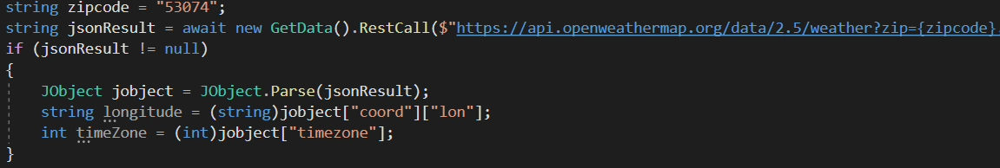 string zipcode = "53074";
string jsonResult = await new GetData().RestCall($"https://api.openweathermap.org/data/2.5/weather?zip={zipcode}
if (jsonResult != null)
{
JObject jobject = JObject.Parse(jsonResult);
string longitude = (string)jobject["coord"]["lon"];
int timeZone = (int)jobject["timezone"];
}